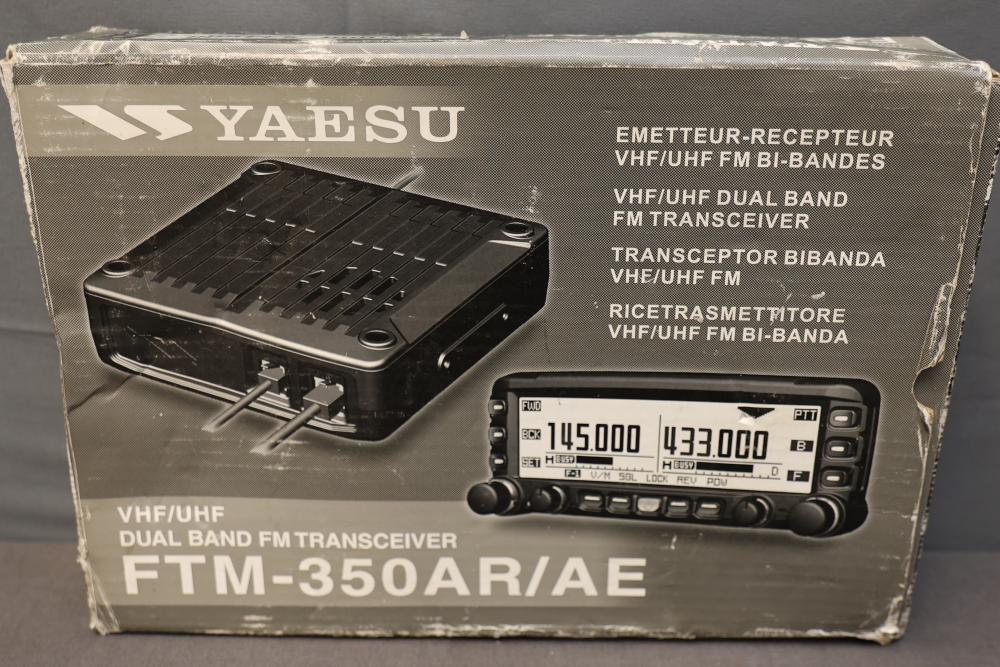 YAESU
EMETTEUR-RECEPTEUR
VHF/UHF FM BI-BANDES
VHF/UHF DUAL BAND
FM TRANSCEIVER
TRANSCEPTOR BIBANDA
VHF/UHF FM
RICETRASMETTITORE
VHF/UHF FM BI-BANDA
FWD
PTT
BCK
145.000
433.000
B
H BUSY
H BUSY
D
SET
F-1 V/M SQL LOCK REV POW
F
VHF/UHF
DUAL BAND FM TRANSCEIVER
FTM-350AR/AE